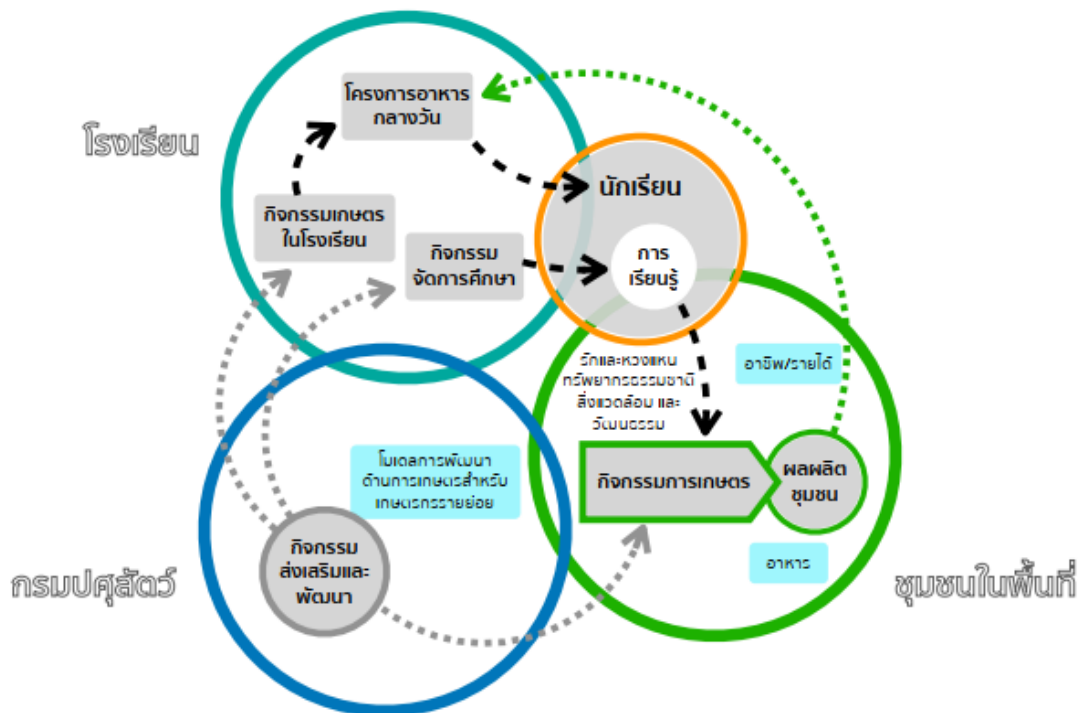 โครงการอาหาร
กลางวัน
โรงเรียน
นักเรียน
กิจกรรมเกษตร
ในโรงเรียน
กิจกรรม
จัดการศึกษา
การ
เรียนรู้
รักและหวงแหน
ทรัพยากรธรรมชาติ
สิ่งแวดล้อม และ
วัฒนธรรม
อาชีพ/รายได้
โมเดลการพัฒนา
ด้านการเกษตรสำหรับ
เกษตรกรรายย่อย
กิจกรรมการเกษตร
ผลผลิต
ชุมชน
กิจกรรม
ส่งเสริมและ
พัฒนา
อาหาร
กรมปศุสัตว์
ชุมชนในพื้นที่